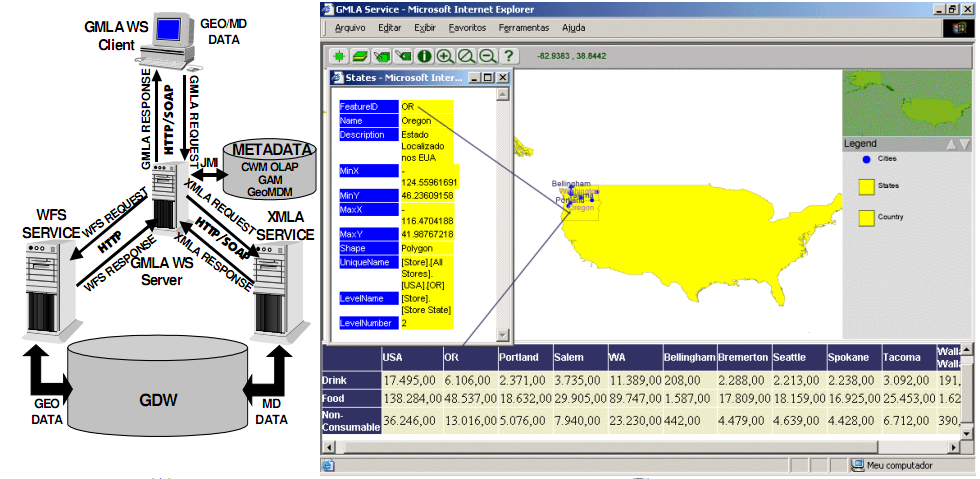 GMLA WS
Client
GEO/MD
DATA
GMLA RESPONSE
HTTP/SOAP
GMLA REQUEST
JMI
METADATA
CWM OLAP
GAM
GeoMDM
WFS
SERVICE
WFS REQUEST
HTTP
WFS RESPONSE
XMLA REQUEST
HTTP/SOAP
XMLA RESPONSE
XMLA
SERVICE
GMLA WS
Server
GDW
GEO
DATA
MD
DATA
GMLA Service - Microsoft Internet Explorer
Arquivo Editar Exibir Favoritos Ferramentas Ajuda
-82.9383 , 38.8442
States - Microsoft Inter...
FeatureID OR
Name Oregon
Description Estado
Localizado
nos EUA
MinX -
124.55961691
MinY 46.23609158
MaxX -
116.4704188
MaxY 41.98767218
Shape Polygon
UniqueName [Store].[All
Stores].
[USA].[OR]
LevelName [Store].
[Store State]
LevelNumber 2
Bellingham
Oregon
Legend
Cities
States
Country
USA OR Portland Salem WA Bellingham Bremerton Seattle Spokane Tacoma Walla
Walla
Drink 17.495,00 6.106,00 2.371,00 3.735,00 11.389,00 208,00 2.288,00 2.213,00 2.238,00 3.092,00 191,
Food 138.284,00 48.537,00 18.632,00 29.905,00 89.747,00 1.587,00 17.809,00 18.159,00 16.925,00 25.453,00 1.62
Non-
Consumable 36.246,00 13.016,00 5.076,00 7.940,00 23.230,00 442,00 4.479,00 4.639,00 4.428,00 6.712,00 390,
Meu computador